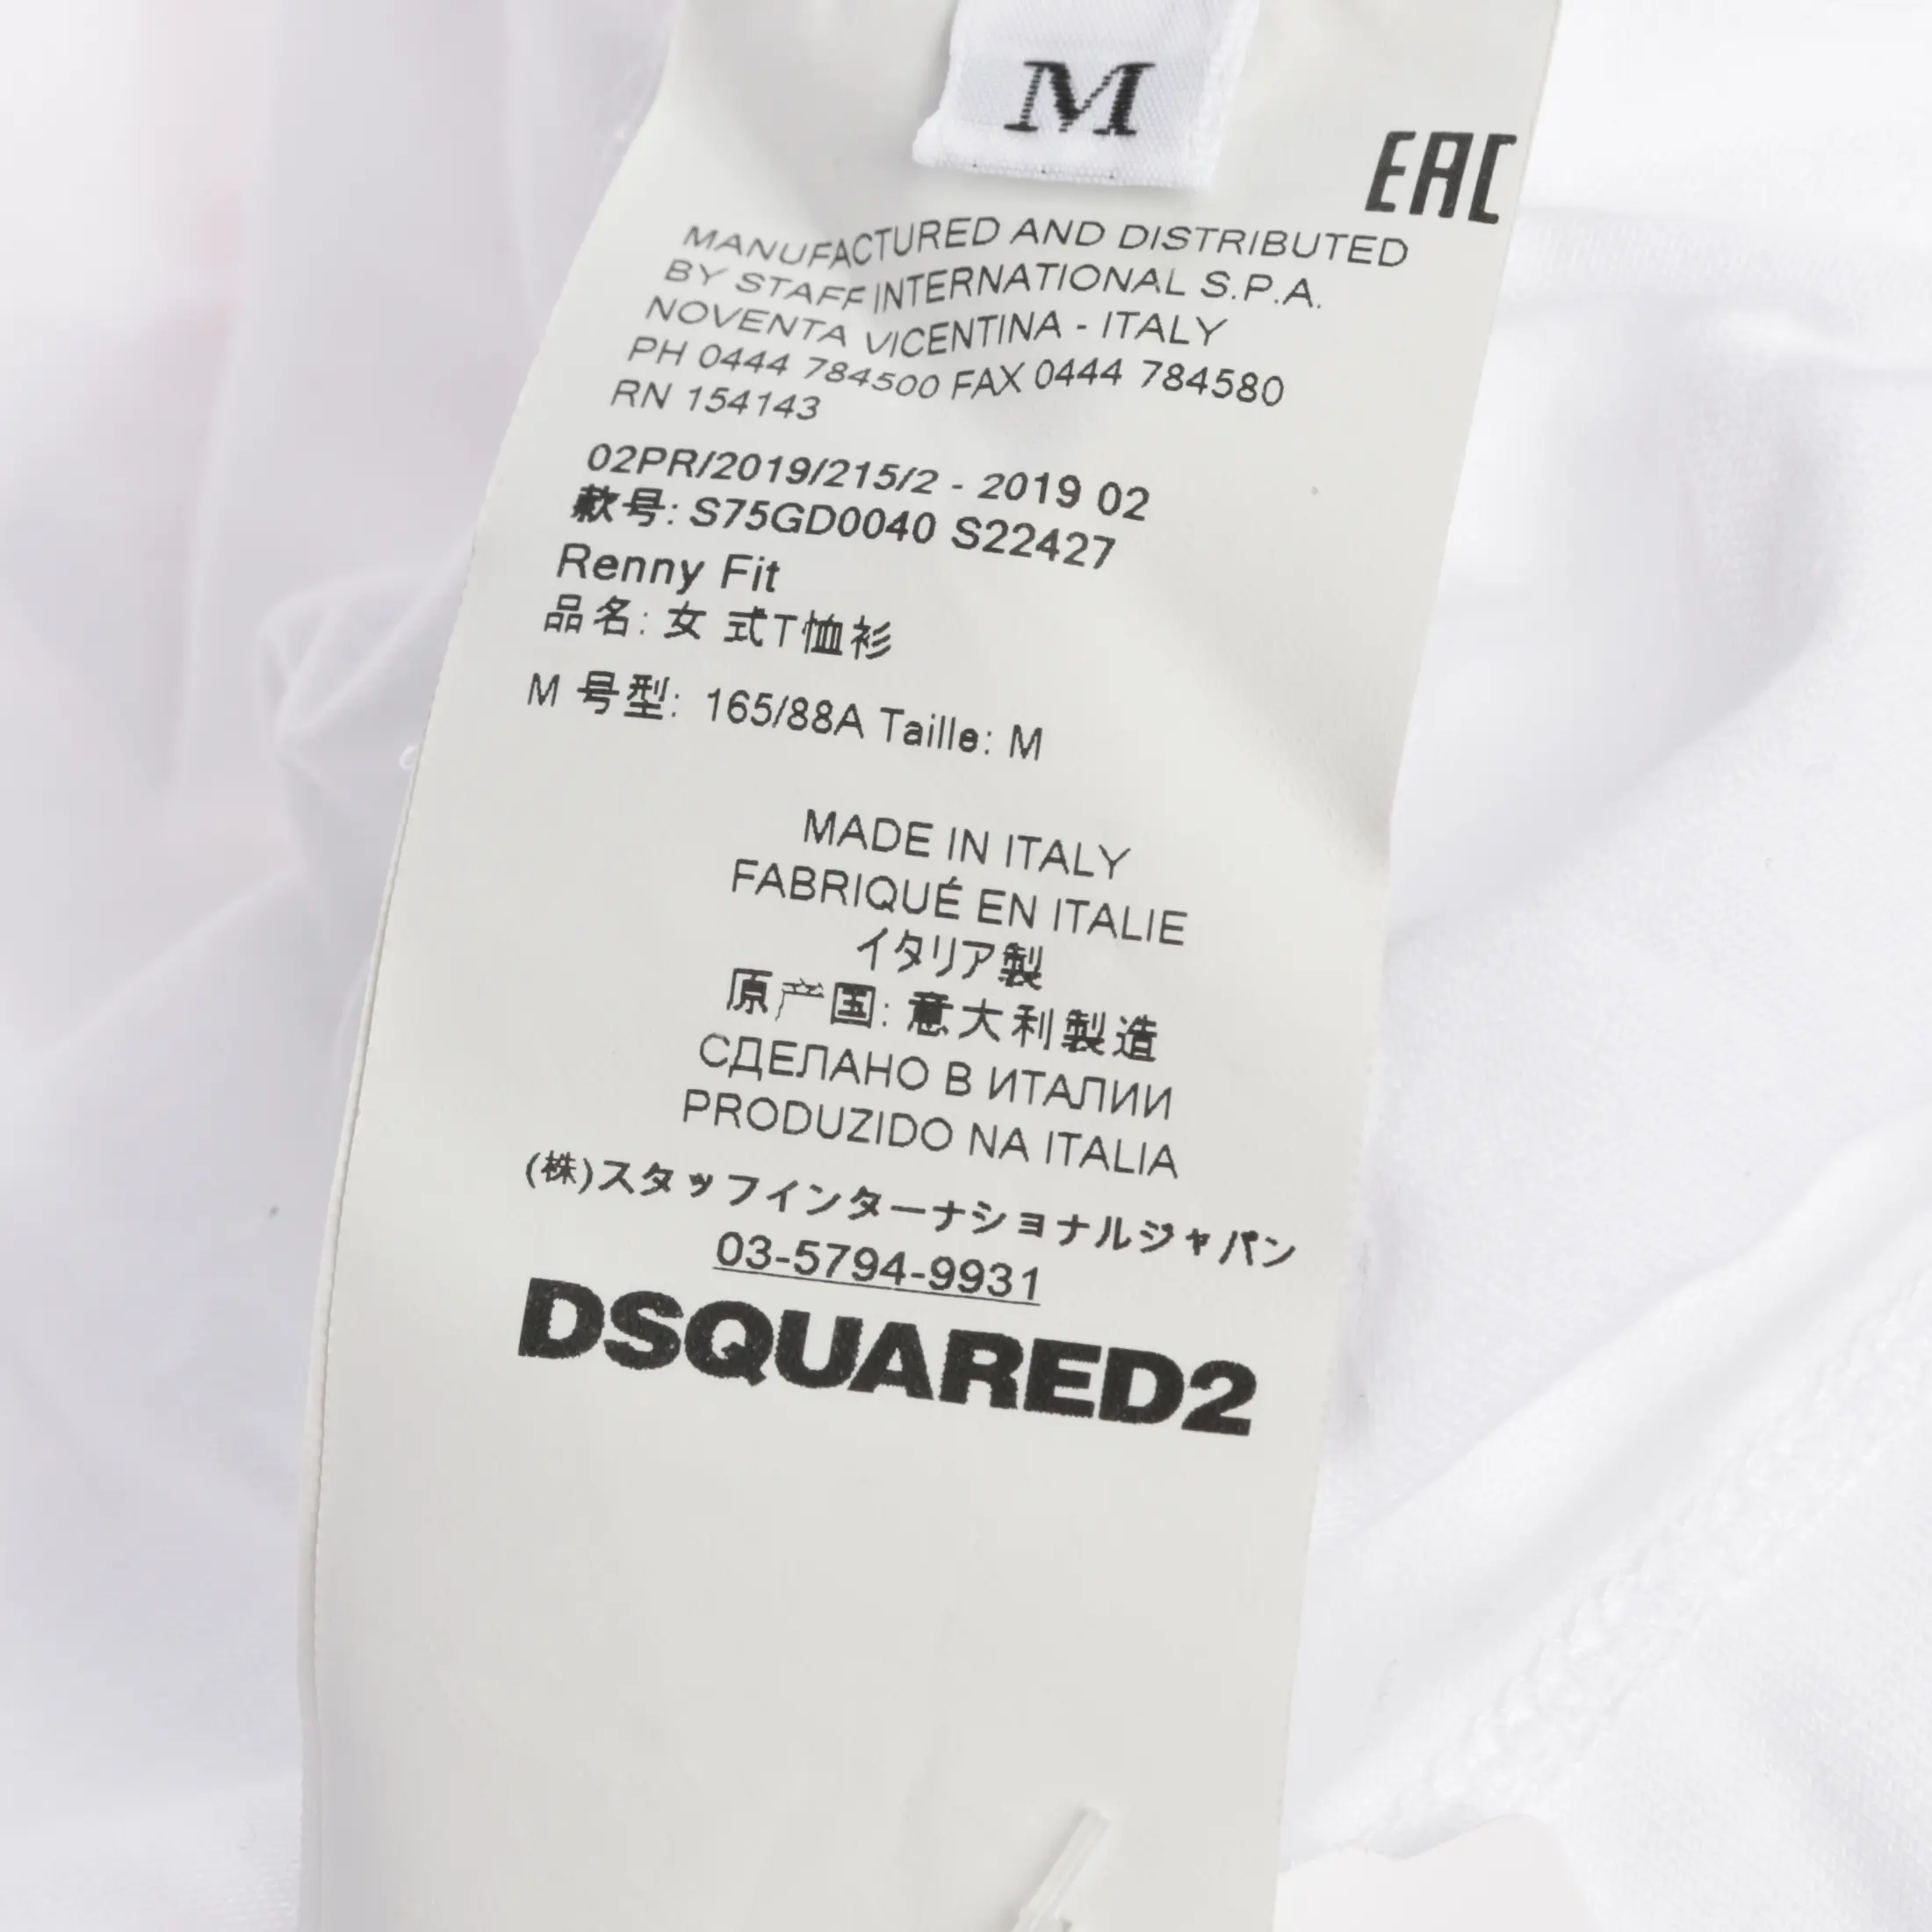 M
EAC
MANUFACTURED AND DISTRIBUTED
BY STAFF INTERNATIONAL S.P.A.
NOVENTA VICENTINA - ITALY
PH 0444 784500 FAX 0444 784580
RN 154143
02PR/2019/215/2 - 2019 02
款号: S75GD0040 S22427
Renny Fit
品名: 女 式T恤衫
M 号型: 165/88A Taille: M
MADE IN ITALY
FABRIQUÉ EN ITALIE
イタリア製
原产国: 意大利製造
СДЕЛАНО В ИТАЛИИ
PRODUZIDO NA ITALIA
(株)スタッフインターナショナルジャパン
03-5794-9931
DSQUARED2